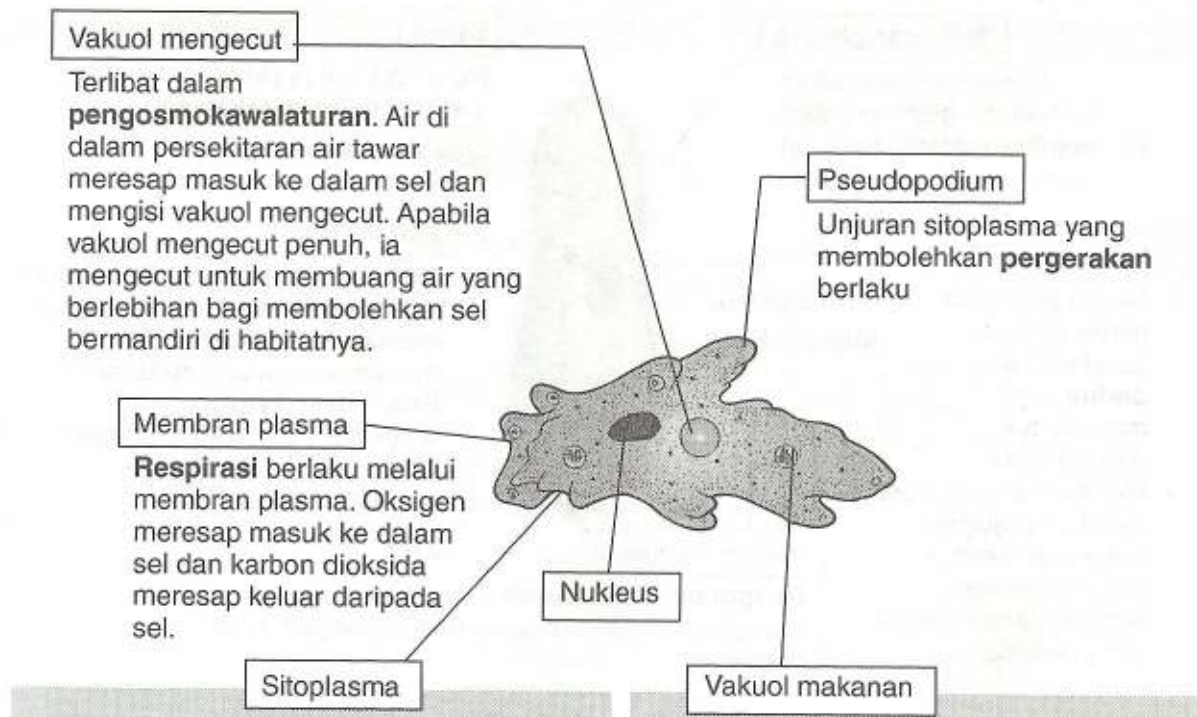 Vakuol mengecut
Terlibat dalam
pengosmokawalaturan. Air di
dalam persekitaran air tawar
meresap masuk ke dalam sel dan
mengisi vakuol mengecut. Apabila
vakuol mengecut penuh, ia
mengecut untuk membuang air yang
berlebihan bagi membolehkan sel
bermandiri di habitatnya.
Pseudopodium
Unjuran sitoplasma yang
membolehkan pergerakan
berlaku
Membran plasma
Respirasi berlaku melalui
membran plasma. Oksigen
meresap masuk ke dalam
sel dan karbon dioksida
meresap keluar daripada
sel.
Nukleus
Sitoplasma
Vakuol makanan